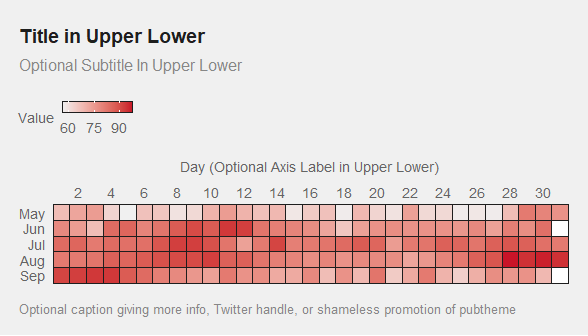 Title in Upper Lower
Optional Subtitle In Upper Lower
Value
60 75 90
Day (Optional Axis Label in Upper Lower)
2 4 6 8 10 12 14 16 18 20 22 24 26 28 30
May
Jun
Jul
Aug
Sep
Optional caption giving more info, Twitter handle, or shameless promotion of pubtheme